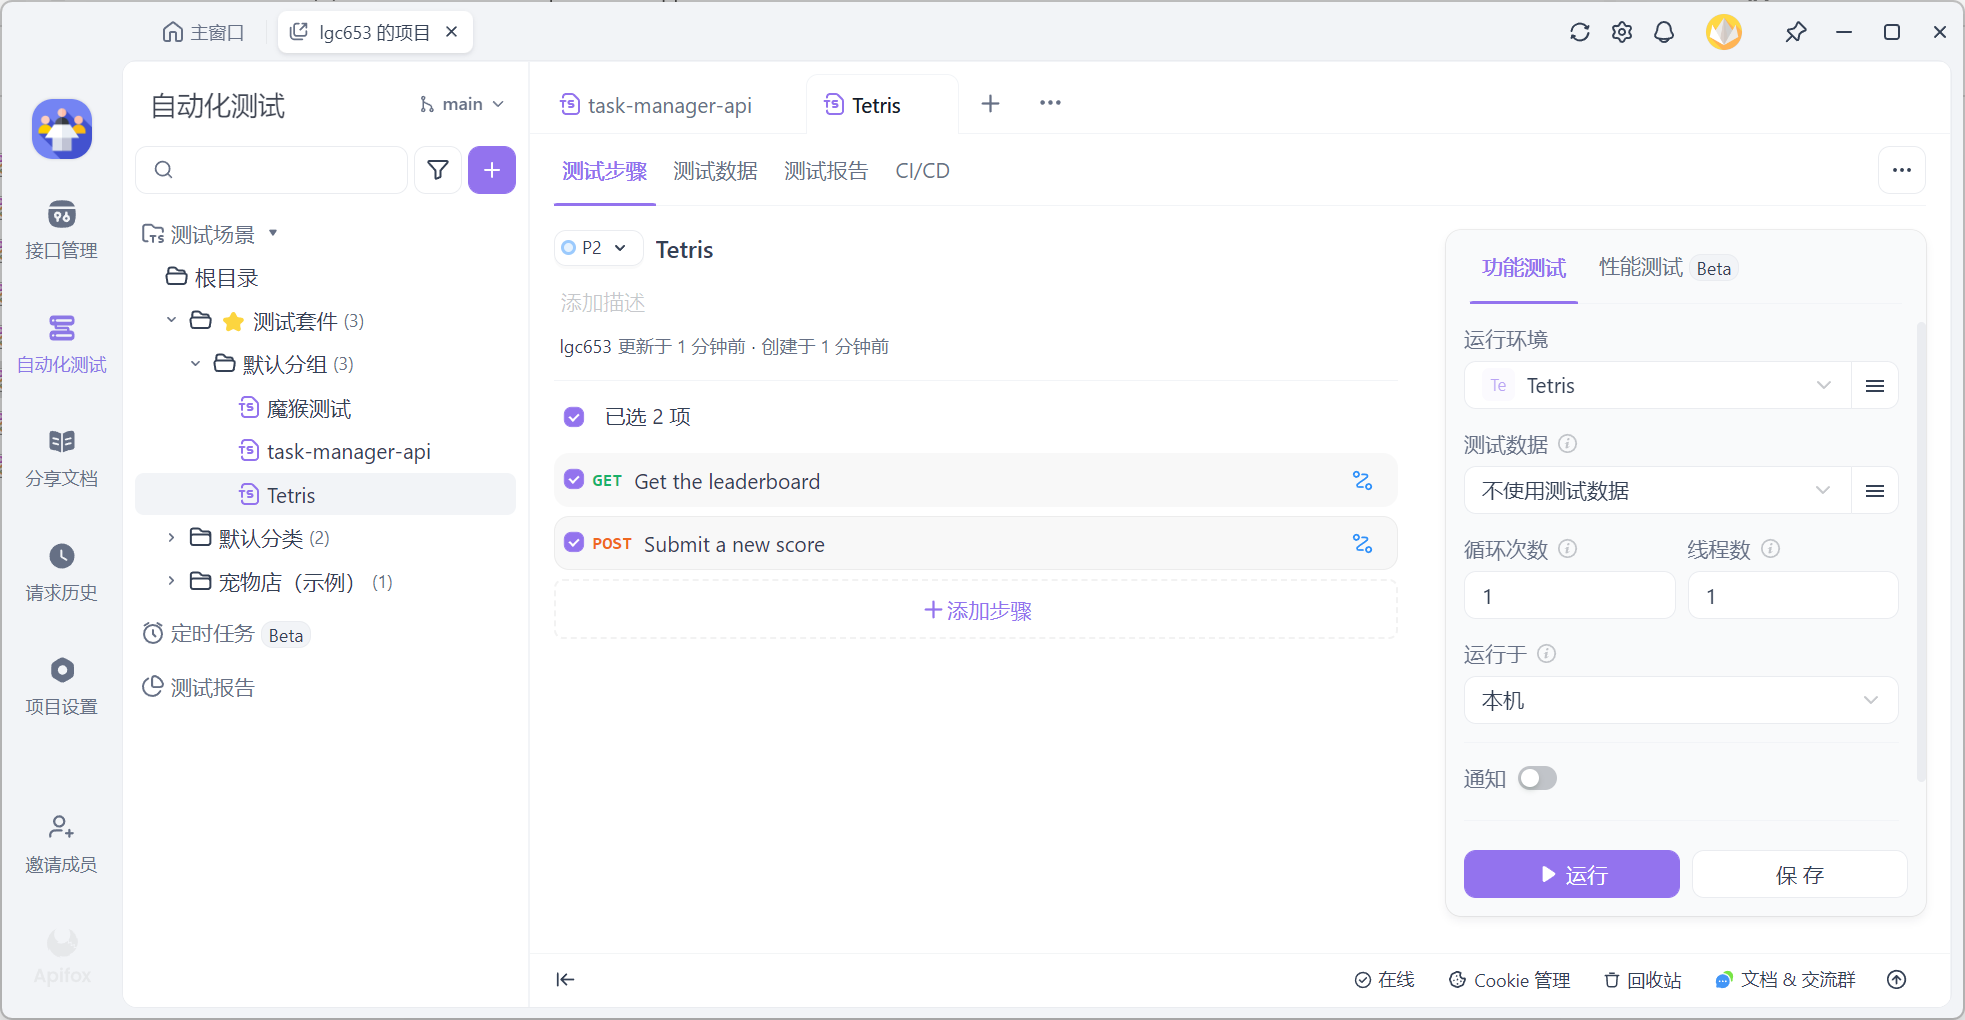 主窗口
lgc653 的项目
接口管理
自动化测试
分享文档
请求历史
项目设置
邀请成员
Apifox
自动化测试
main
测试场景
根目录
测试套件 (3)
默认分组 (3)
魔猴测试
task-manager-api
Tetris
默认分类 (2)
宠物店（示例） (1)
定时任务 Beta
测试报告
task-manager-api
Tetris
测试步骤 测试数据 测试报告 CI/CD
P2 Tetris
添加描述
lgc653 更新于 1 分钟前 · 创建于 1 分钟前
已选 2 项
GET Get the leaderboard
POST Submit a new score
添加步骤
功能测试 性能测试 Beta
运行环境
Te Tetris
测试数据
不使用测试数据
循环次数 线程数
1 1
运行于
本机
通知
运行 保 存
在线 Cookie 管理 回收站 文档 & 交流群